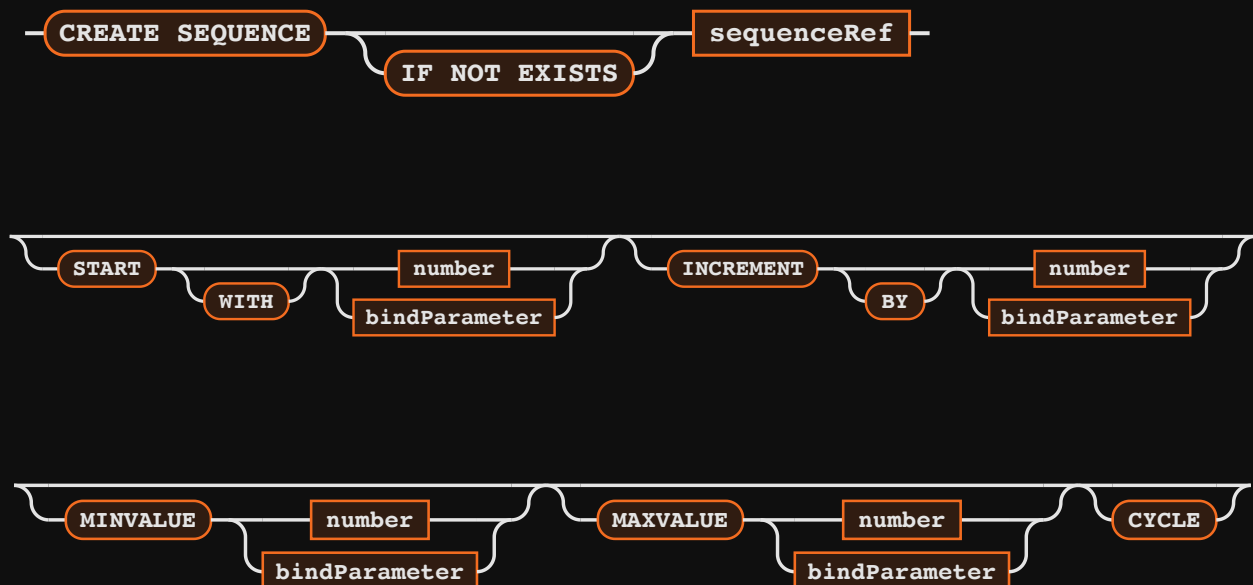 CREATE SEQUENCE sequenceRef
IF NOT EXISTS
START number INCREMENT number
WITH BY
bindParameter bindParameter
MINVALUE number MAXVALUE number CYCLE
bindParameter bindParameter